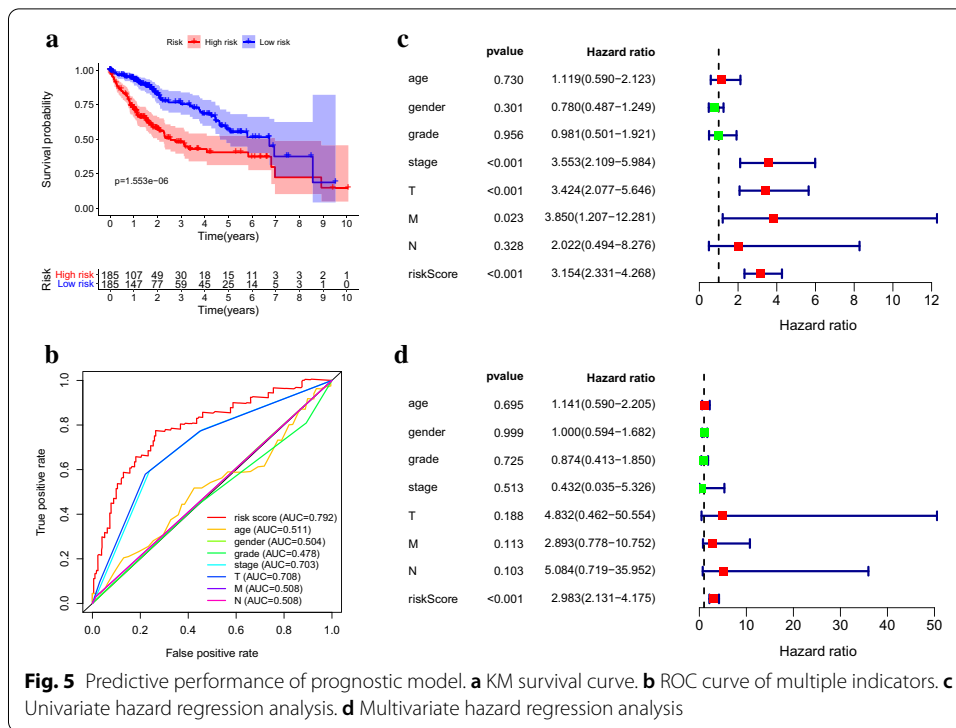 a
Risk High risk Low risk
Survival probability
1.00
0.75
0.50
0.25
0.00
p=1.553e−06
0 1 2 3 4 5 6 7 8 9 10
Time(years)
Risk
High risk 185 107 49 30 18 15 11 3 3 2 1
Low risk 185 147 77 59 45 25 14 5 3 1 0
0 1 2 3 4 5 6 7 8 9 10
Time(years)
b
True positive rate
1.0
0.8
0.6
0.4
0.2
0.0
risk score (AUC=0.792)
age (AUC=0.511)
gender (AUC=0.504)
grade (AUC=0.478)
stage (AUC=0.703)
T (AUC=0.708)
M (AUC=0.508)
N (AUC=0.508)
0.0 0.2 0.4 0.6 0.8 1.0
False positive rate
c
pvalue Hazard ratio
age 0.730 1.119(0.590−2.123)
gender 0.301 0.780(0.487−1.249)
grade 0.956 0.981(0.501−1.921)
stage <0.001 3.553(2.109−5.984)
T <0.001 3.424(2.077−5.646)
M 0.023 3.850(1.207−12.281)
N 0.328 2.022(0.494−8.276)
riskScore <0.001 3.154(2.331−4.268)
0 2 4 6 8 10 12
Hazard ratio
d
pvalue Hazard ratio
age 0.695 1.141(0.590−2.205)
gender 0.999 1.000(0.594−1.682)
grade 0.725 0.874(0.413−1.850)
stage 0.513 0.432(0.035−5.326)
T 0.188 4.832(0.462−50.554)
M 0.113 2.893(0.778−10.752)
N 0.103 5.084(0.719−35.952)
riskScore <0.001 2.983(2.131−4.175)
0 10 20 30 40 50
Hazard ratio
Fig. 5 Predictive performance of prognostic model. a KM survival curve. b ROC curve of multiple indicators. c
Univariate hazard regression analysis. d Multivariate hazard regression analysis